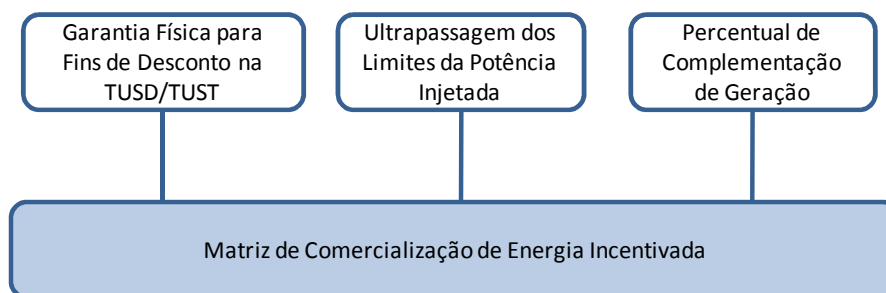 Garantia Física para
Fins de Desconto na
TUSD/TUST
Ultrapassagem dos
Limites da Potência
Injetada
Percentual de
Complementação
de Geração
Matriz de Comercialização de Energia Incentivada